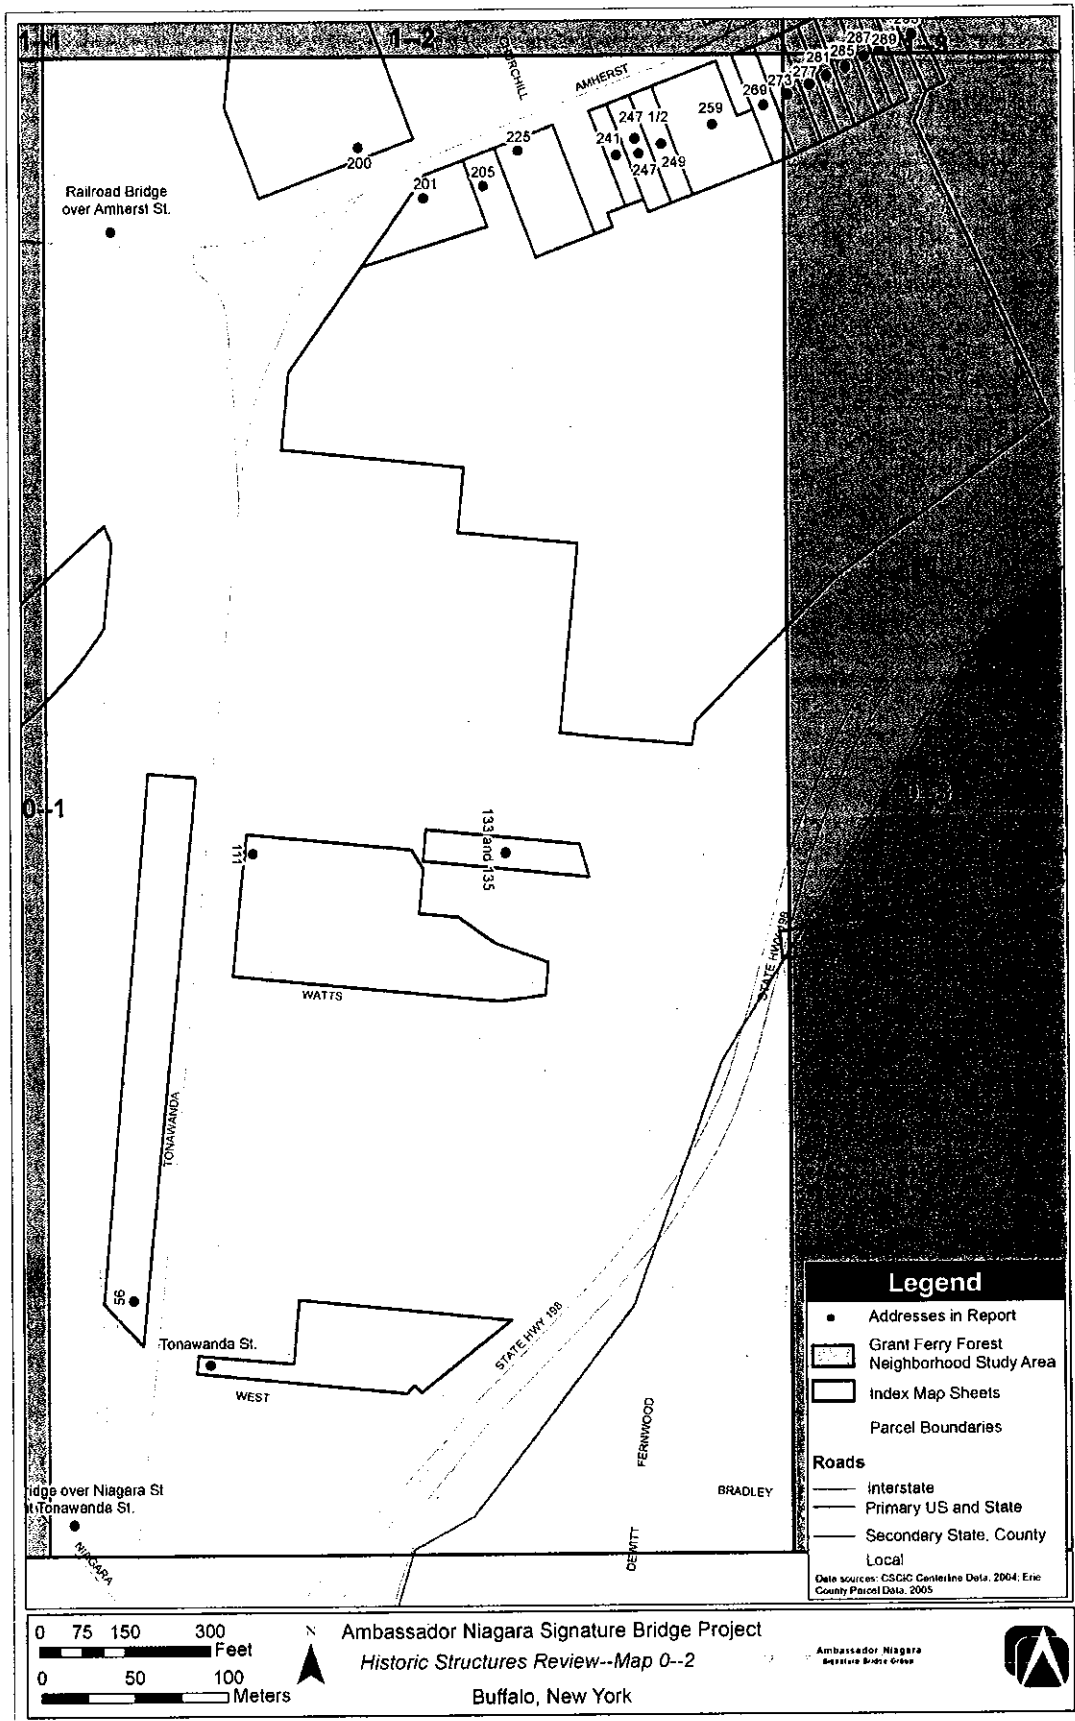 1--1
1--2
CHURCHILL
AMHERST
287
289
285
281
277
273
269
259
247 1/2
241
247
249
225
205
201
200
Railroad Bridge
over Amherst St.
0--1
133 and 135
111
WATTS
STATE HWY 198
TONAWANDA
56
Tonawanda St.
WEST
STATE HWY 198
FERNWOOD
BRADLEY
DEWITT
ridge over Niagara St
t Tonawanda St.
NIAGARA
Legend
Addresses in Report
Grant Ferry Forest
Neighborhood Study Area
Index Map Sheets
Parcel Boundaries
Roads
Interstate
Primary US and State
Secondary State, County
Local
Data sources: CSCIC Centerline Data, 2004; Erie
County Parcel Data, 2005
0 75 150 300
Feet
0 50 100
Meters
N
Ambassador Niagara Signature Bridge Project
Historic Structures Review--Map 0--2
Buffalo, New York
Ambassador Niagara
Signature Bridge Group